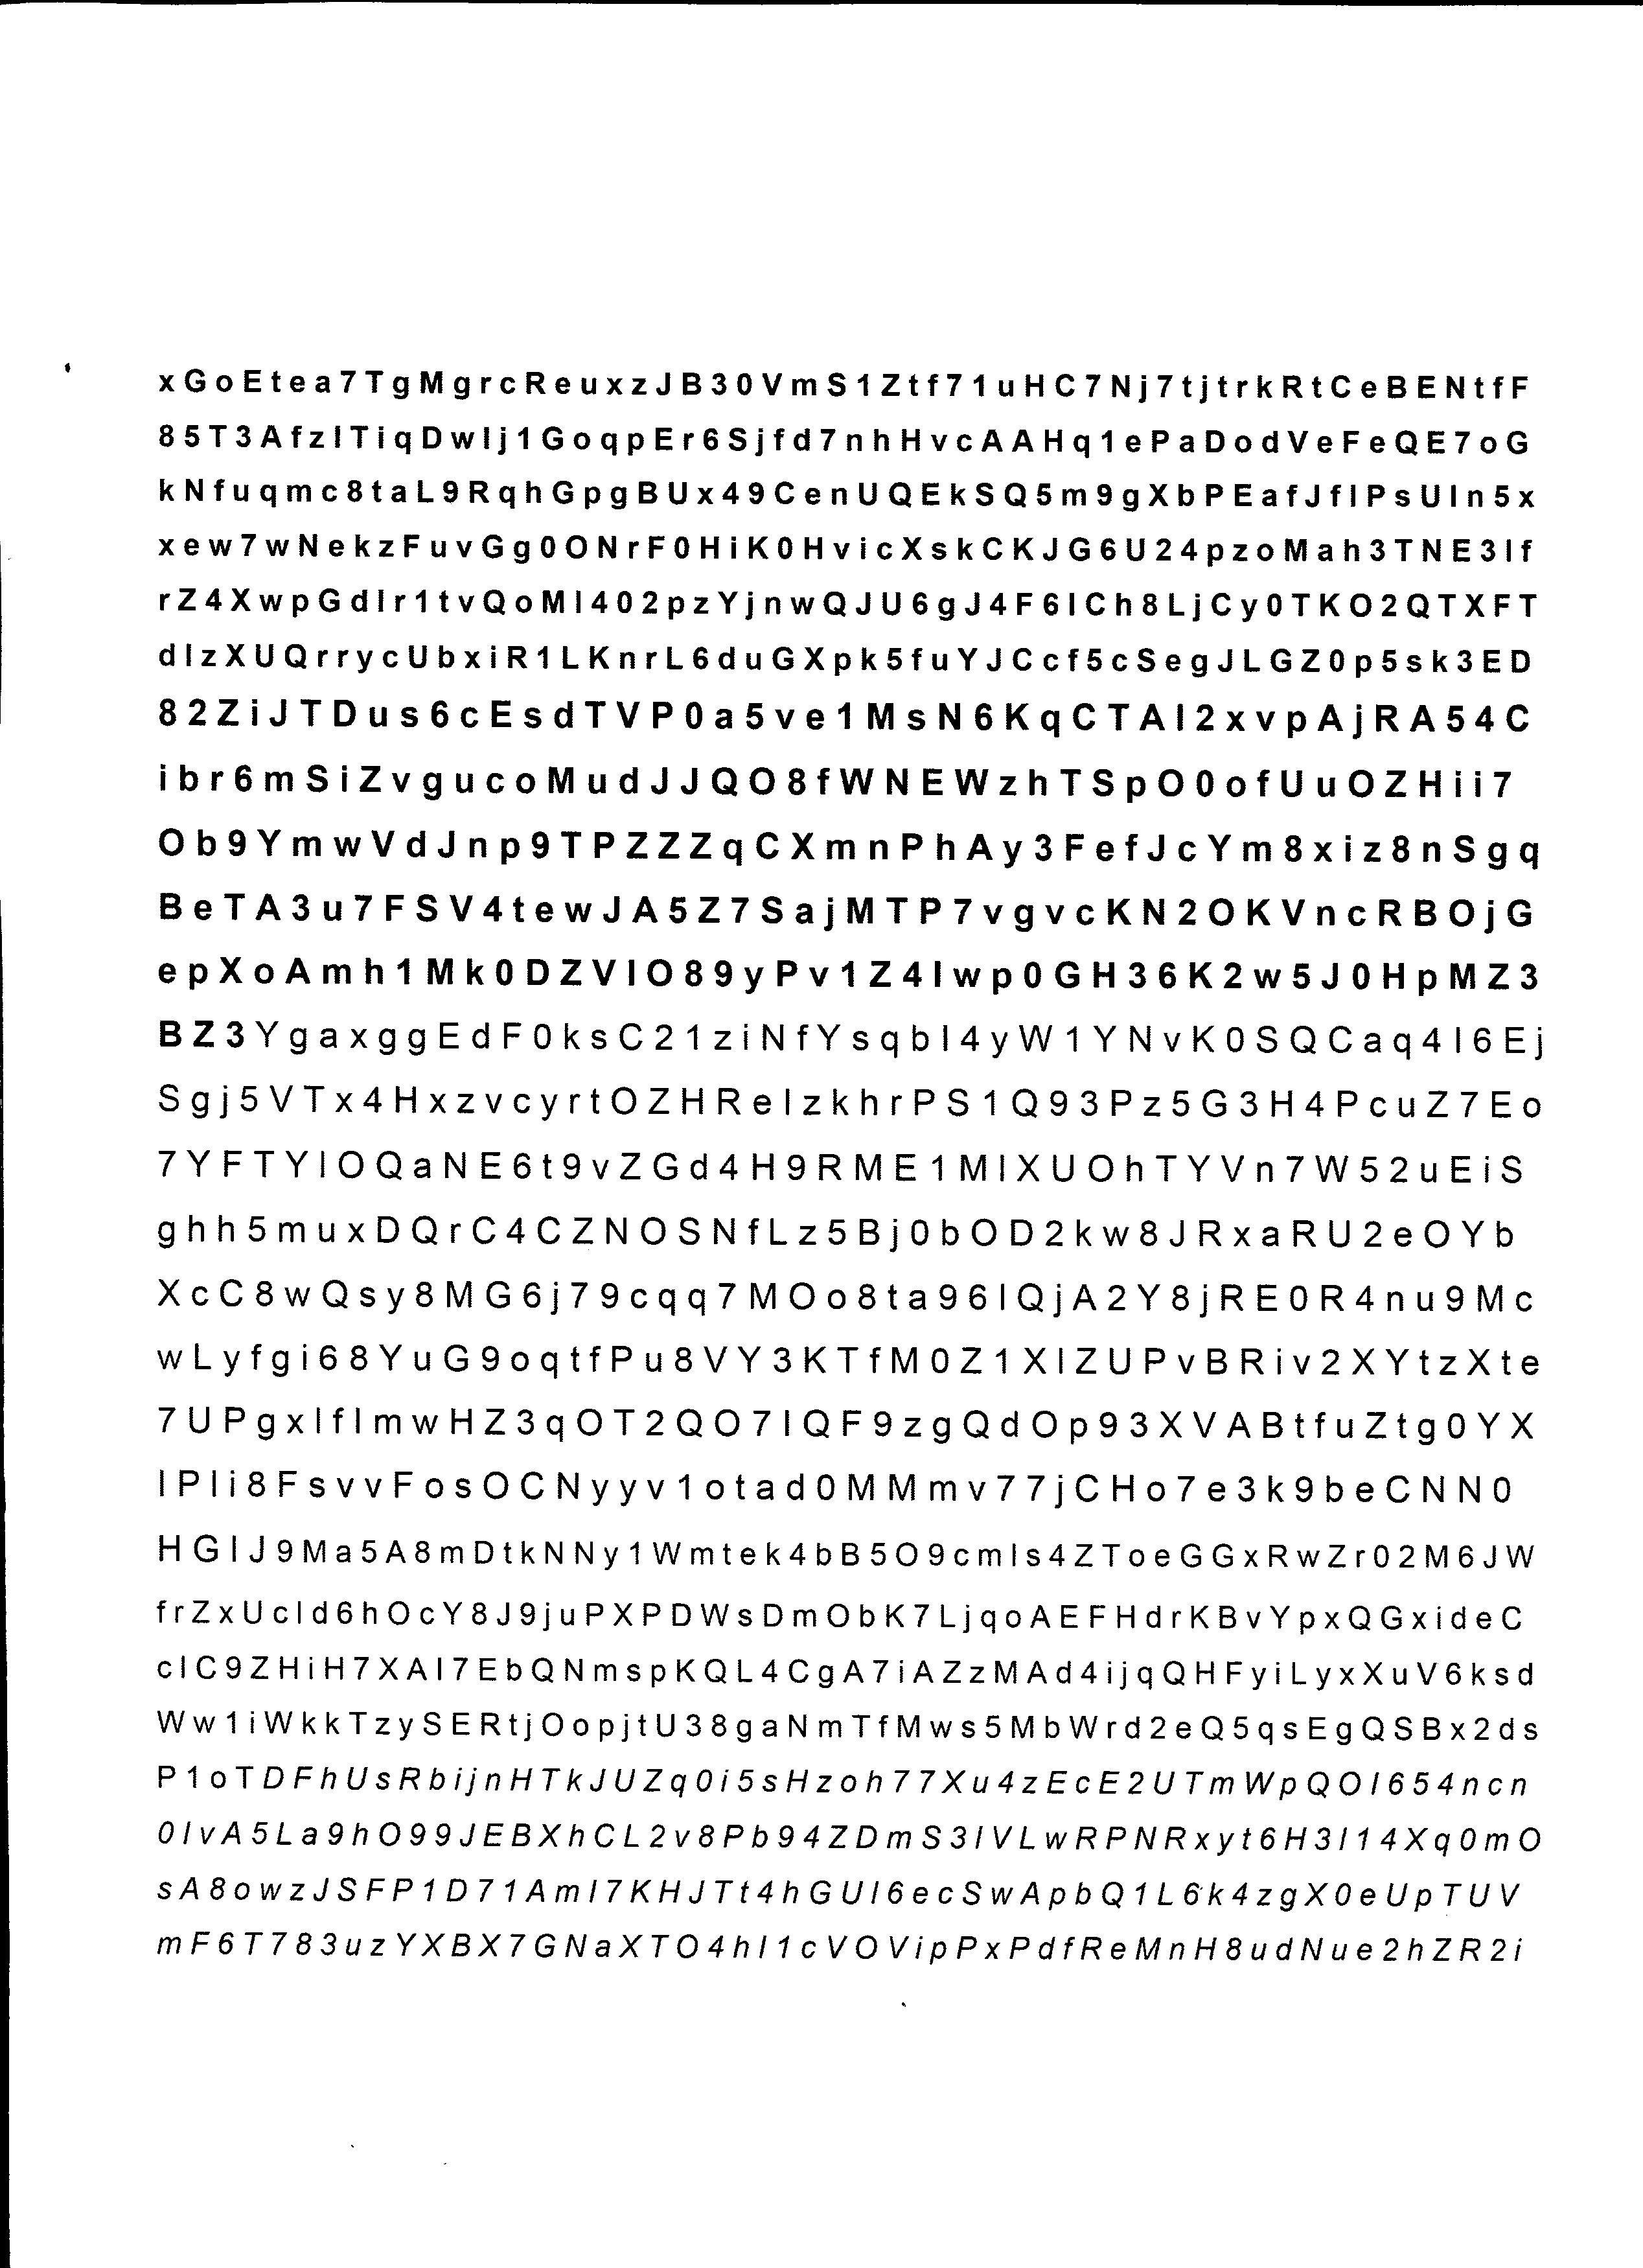 xGoEtea7TgMgrcReuxzJB30VmS1Ztf71uHC7Nj7tjtrkRtCeBENtfF
85T3AfzITiqDwIj1GoqpEr6Sjfd7nhHvcAAHq1ePaDodVeFeQE7oG
kNfuqmc8taL9RqhGpgBUx49CenUQEkSQ5m9gXbPEafJflPsUIn5x
xew7wNekzFuvGg0ONrF0HiK0HvicXskCKJG6U24pzoMah3TNE3If
rZ4XwpGdIr1tvQoMI402pzYjnwQJU6gJ4F6ICh8LjCy0TKO2QTXFT
dIzXUQrrycUbxiR1LKnrL6duGXpk5fuYJCcf5cSegJLGZ0p5sk3ED
82ZiJTDus6cEsdTVP0a5ve1MsN6KqCTAI2xvpAjRA54C
ibr6mSiZvgucoMudJJQO8fWNEWzhTSpO0ofUuOZHii7
Ob9YmwVdJnp9TPZZZqCXmnPhAy3FefJcYm8xiz8nSgq
BeTA3u7FSV4tewJA5Z7SajMTP7vgvcKN2OKVncRBOjG
epXoAmh1Mk0DZVIO89yPv1Z4Iwp0GH36K2w5J0HpMZ3
BZ3YgaxggEdF0ksC21ziNfYsqbI4yW1YNvK0SQCaq4I6Ej
Sgj5VTx4HxzvcyrtOZHReIzkhrPS1Q93Pz5G3H4PcuZ7Eo
7YFTYIOQaNE6t9vZGd4H9RME1MIXUOhTYVn7W52uEiS
ghh5muxDQrC4CZNOSNfLz5Bj0bOD2kw8JRxaRU2eOYb
XcC8wQsy8MG6j79cqq7MOo8ta96IQjA2Y8jRE0R4nu9Mc
wLyfgi68YuG9oqtfPu8VY3KTfM0Z1XIZUPvBRiv2XYtzXte
7UPgxIfImwHZ3qOT2QO7IQF9zgQdOp93XVABtfuZtg0YX
IPIi8FsvvFosOCNyyv1otad0MMmv77jCHo7e3k9beCNN0
HGIJ9Ma5A8mDtkNNy1Wmtek4bB5O9cmIs4ZToeGGxRwZr02M6JW
frZxUcId6hOcY8J9juPXPDWsDmObK7LjqoAEFHdrKBvYpxQGxideC
cIC9ZHiH7XAI7EbQNmspKQL4CgA7iAZzMAd4ijqQHFyiLyxXuV6ksd
Ww1iWkkTzySERtjOopjtU38gaNmTfMws5MbWrd2eQ5qsEgQSBx2ds
P1oTDFhUsRbijnHTkJUZq0i5sHzoh77Xu4zEcE2UTmWpQOI654ncn
0IvA5La9hO99JEBXhCL2v8Pb94ZDmS3IVLwRPNRxyt6H3I14Xq0mO
sA8owzJSFP1D71AmI7KHJTt4hGUI6ecSwApbQ1L6k4zgX0eUpTUV
mF6T783uzYXBX7GNaXTO4hI1cVOVipPxPdfReMnH8udNue2hZR2i